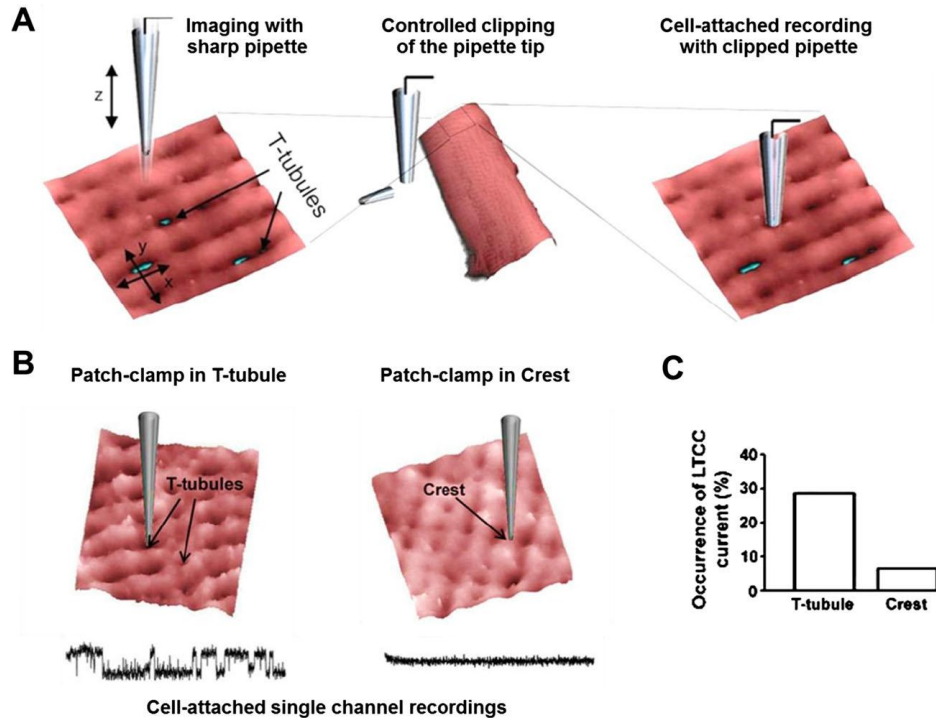 A
Imaging with
sharp pipette
Controlled clipping
of the pipette tip
Cell-attached recording
with clipped pipette
z
T-tubules
y
x
B
Patch-clamp in T-tubule
Patch-clamp in Crest
T-tubules
Crest
Cell-attached single channel recordings
C
Occurrence of LTCC
current (%)
40
30
20
10
0
T-tubule
Crest